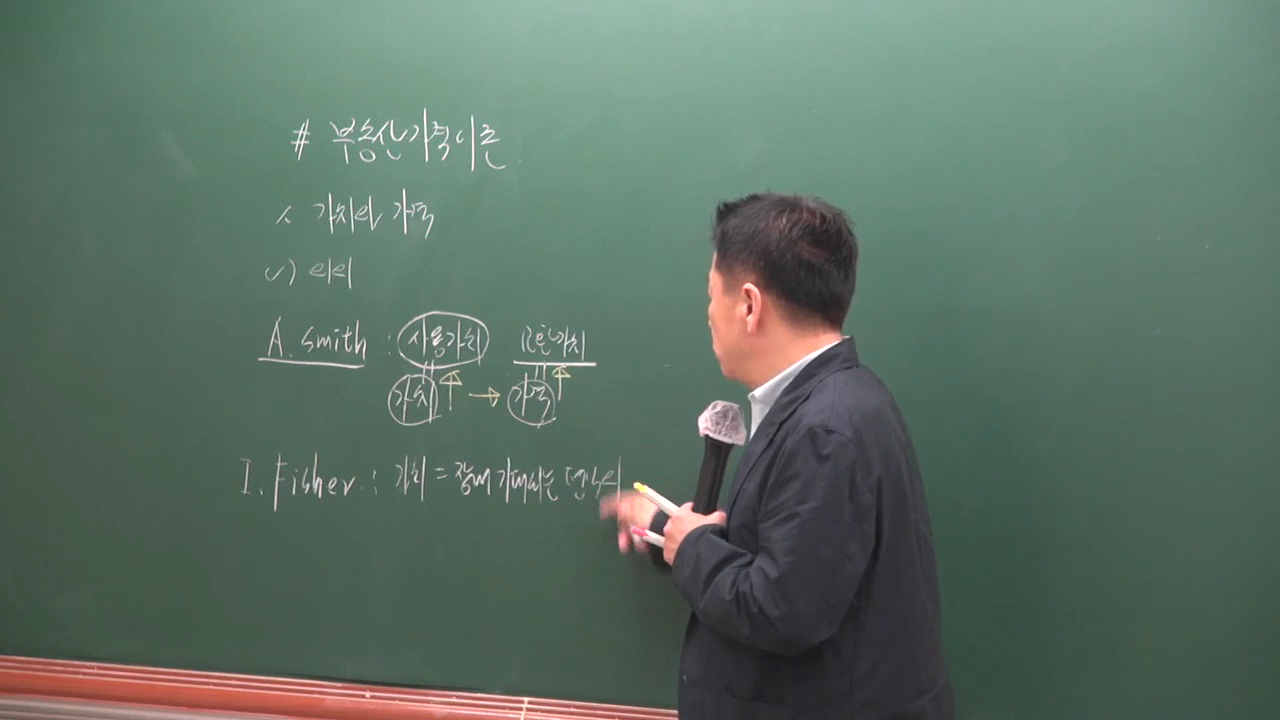 # 부동산가격이론
1. 가치와 가격
1) 의의
A. Smith : 사용가치 교환가치
가치 ↑ → 가격 ↑
I. Fisher : 가치 = 장래 기대되는 편익